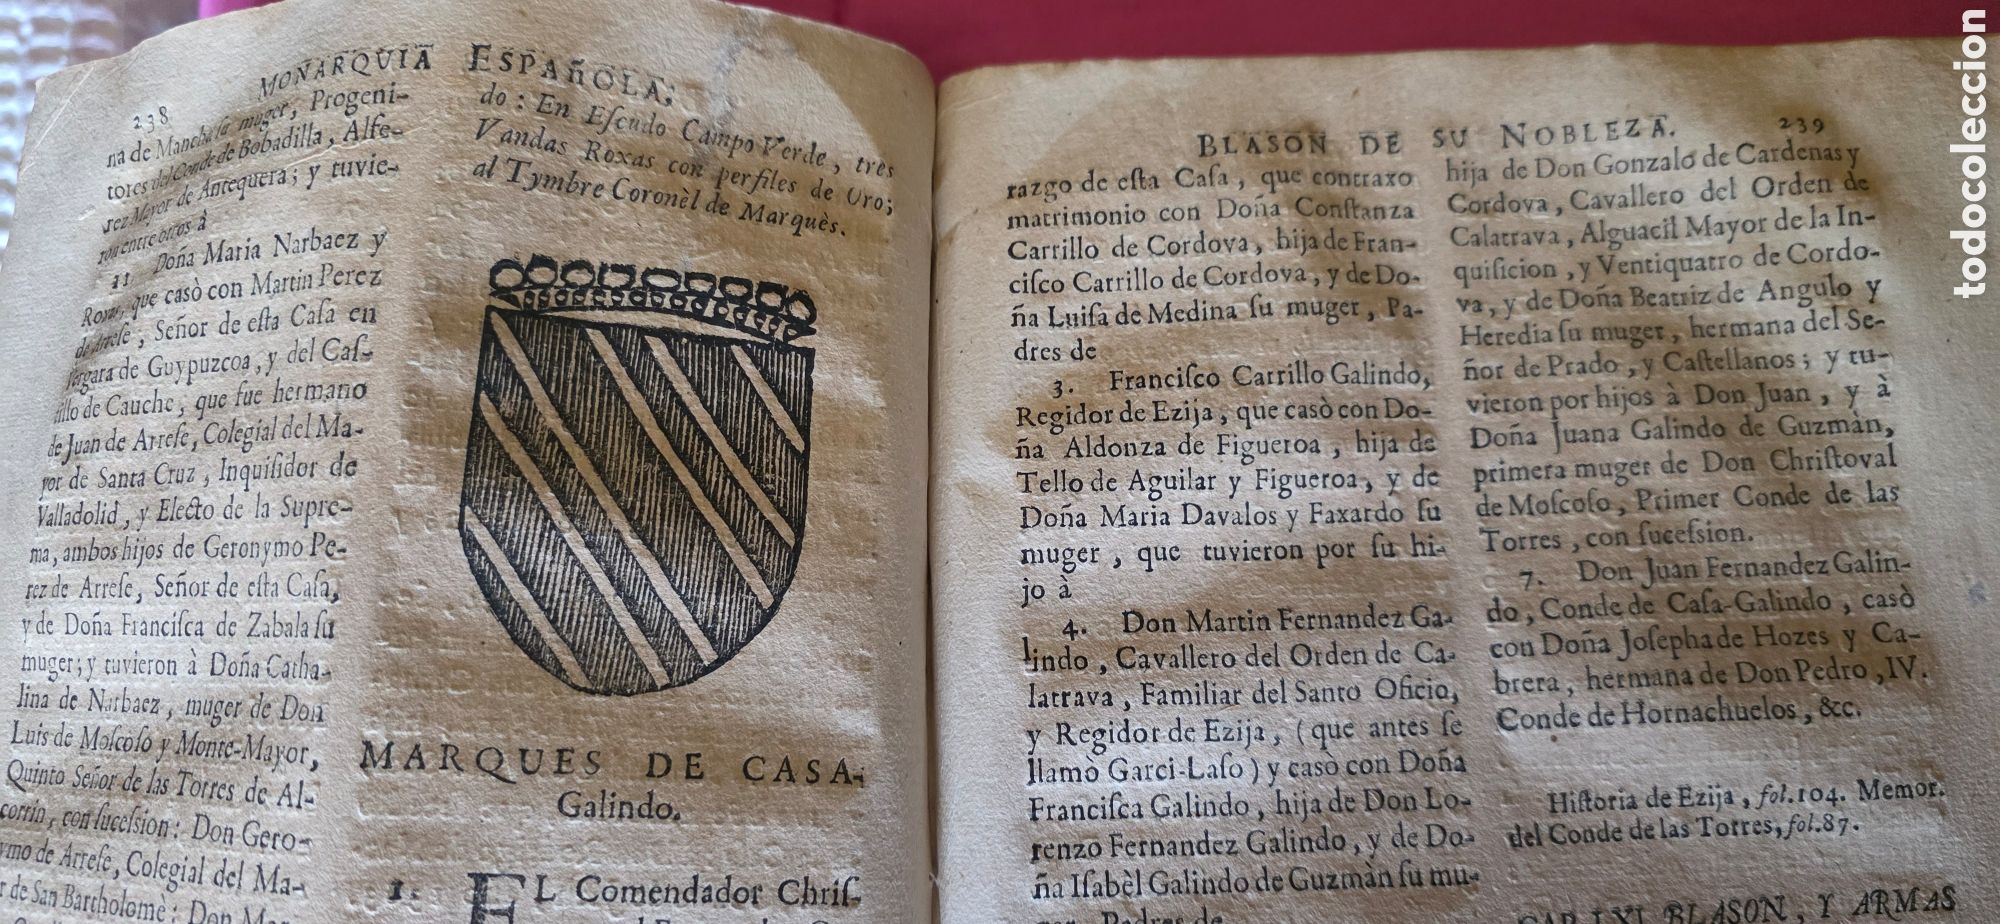 238
MONARQVIA ESPAÑOLA;
na de Mancha su muger, Progeni-
tores del Conde de Bobadilla, Alfe-
rez Mayor de Antequera; y tuvie-
ron entre otros à
11 Doña Maria Narbaez y
Roxas, que casò con Martin Perez
de Arrese, Señor de esta Casa en
Vergara de Guypuzcoa, y del Cas-
tillo de Cauche, que fue hermano
de Juan de Arrese, Colegial del Ma-
yor de Santa Cruz, Inquisidor de
Valladolid, y Electo de la Supre-
ma, ambos hijos de Geronymo Pe-
rez de Arrese, Señor de esta Casa,
y de Doña Francisca de Zabala su
muger; y tuvieron à Doña Catha-
lina de Narbaez, muger de Don
Luis de Moscoso y Monte-Mayor,
Quinto Señor de las Torres de Al-
corrin, con sucession: Don Gero-
ymo de Arrese, Colegial del Ma-
r de San Bartholomè: Don Mar-
do: En Escudo Campo Verde, tres
Vandas Roxas con perfiles de Oro;
al Tymbre Coronèl de Marquès.
MARQUES DE CASA-
Galindo.
1. EL Comendador Chris-
BLASON DE SU NOBLEZA.
239
razgo de esta Casa, que contraxo
matrimonio con Doña Constanza
Carrillo de Cordova, hija de Fran-
cisco Carrillo de Cordova, y de Do-
ña Luisa de Medina su muger, Pa-
dres de
3. Francisco Carrillo Galindo,
Regidor de Ezija, que casò con Do-
ña Aldonza de Figueroa, hija de
Tello de Aguilar y Figueroa, y de
Doña Maria Davalos y Faxardo su
muger, que tuvieron por su hi-
jo à
4. Don Martin Fernandez Ga-
lindo, Cavallero del Orden de Ca-
latrava, Familiar del Santo Oficio,
y Regidor de Ezija, (que antes se
llamò Garci-Laso) y casò con Doña
Francisca Galindo, hija de Don Lo-
renzo Fernandez Galindo, y de Do-
ña Isabèl Galindo de Guzmàn su mu-
ger, Padres de
hija de Don Gonzalo de Cardenas y
Cordova, Cavallero del Orden de
Calatrava, Alguacil Mayor de la In-
quisicion, y Ventiquatro de Cordo-
va, y de Doña Beatriz de Angulo y
Heredia su muger, hermana del Se-
ñor de Prado, y Castellanos; y tu-
vieron por hijos à Don Juan, y à
Doña Juana Galindo de Guzmàn,
primera muger de Don Christoval
de Moscoso, Primer Conde de las
Torres, con sucession.
7. Don Juan Fernandez Galin-
do, Conde de Casa-Galindo, casò
con Doña Josepha de Hozes y Ca-
brera, hermana de Don Pedro, IV.
Conde de Hornachuelos, &c.
Historia de Ezija, fol. 104. Memor.
del Conde de las Torres, fol. 87.
BLASON, Y ARMAS
todocoleccion